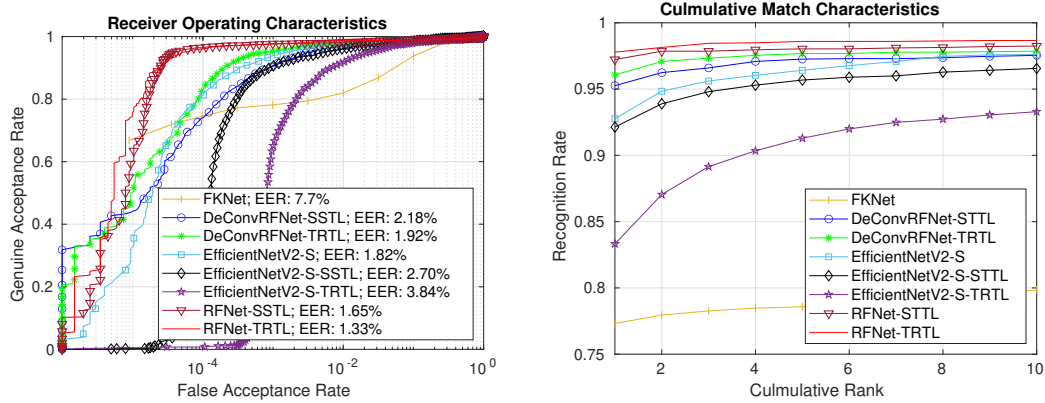 Receiver Operating Characteristics
Genuine Acceptance Rate
1
0.8
0.6
0.4
0.2
0
FKNet; EER: 7.7%
DeConvRFNet-SSTL; EER: 2.18%
DeConvRFNet-TRTL; EER: 1.92%
EfficientNetV2-S; EER: 1.82%
EfficientNetV2-S-SSTL; EER: 2.70%
EfficientNetV2-S-TRTL; EER: 3.84%
RFNet-SSTL; EER: 1.65%
RFNet-TRTL; EER: 1.33%
10⁻⁴
10⁻²
10⁰
False Acceptance Rate
Culmulative Match Characteristics
Recognition Rate
1
0.95
0.9
0.85
0.8
0.75
FKNet
DeConvRFNet-STTL
DeConvRFNet-TRTL
EfficientNetV2-S
EfficientNetV2-S-STTL
EfficientNetV2-S-TRTL
RFNet-STTL
RFNet-TRTL
2
4
6
8
10
Culmulative Rank